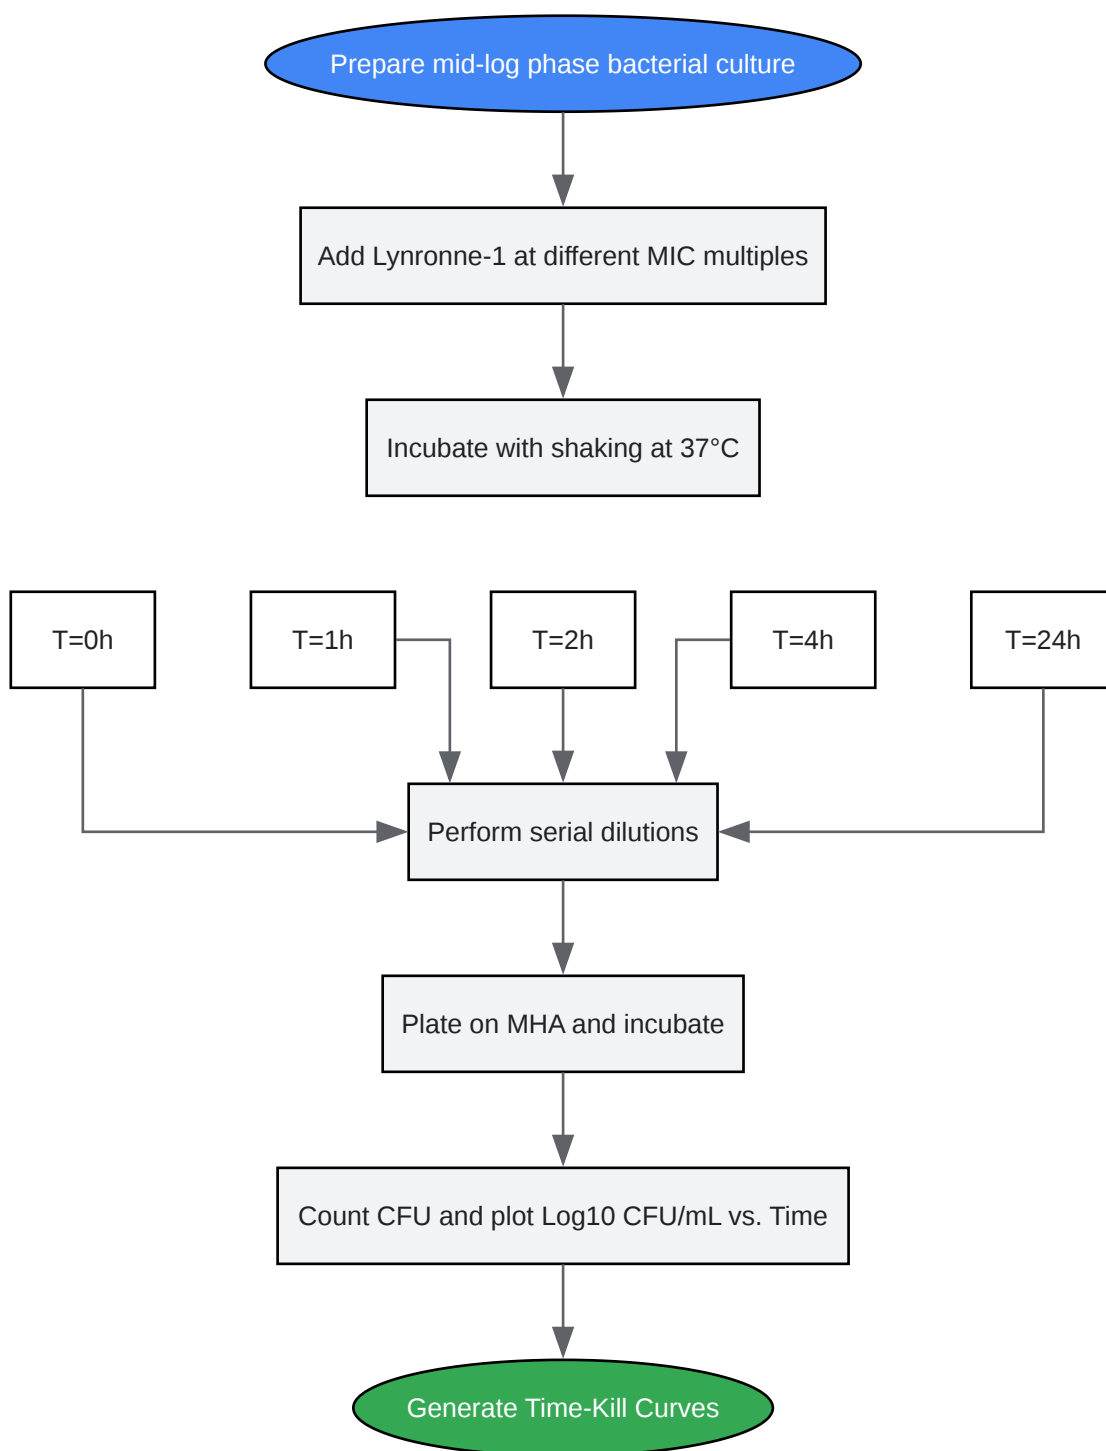 Prepare mid-log phase bacterial culture
Add Lynronne-1 at different MIC multiples
Incubate with shaking at 37°C
T=0h
T=1h
T=2h
T=4h
T=24h
Perform serial dilutions
Plate on MHA and incubate
Count CFU and plot Log10 CFU/mL vs. Time
Generate Time-Kill Curves